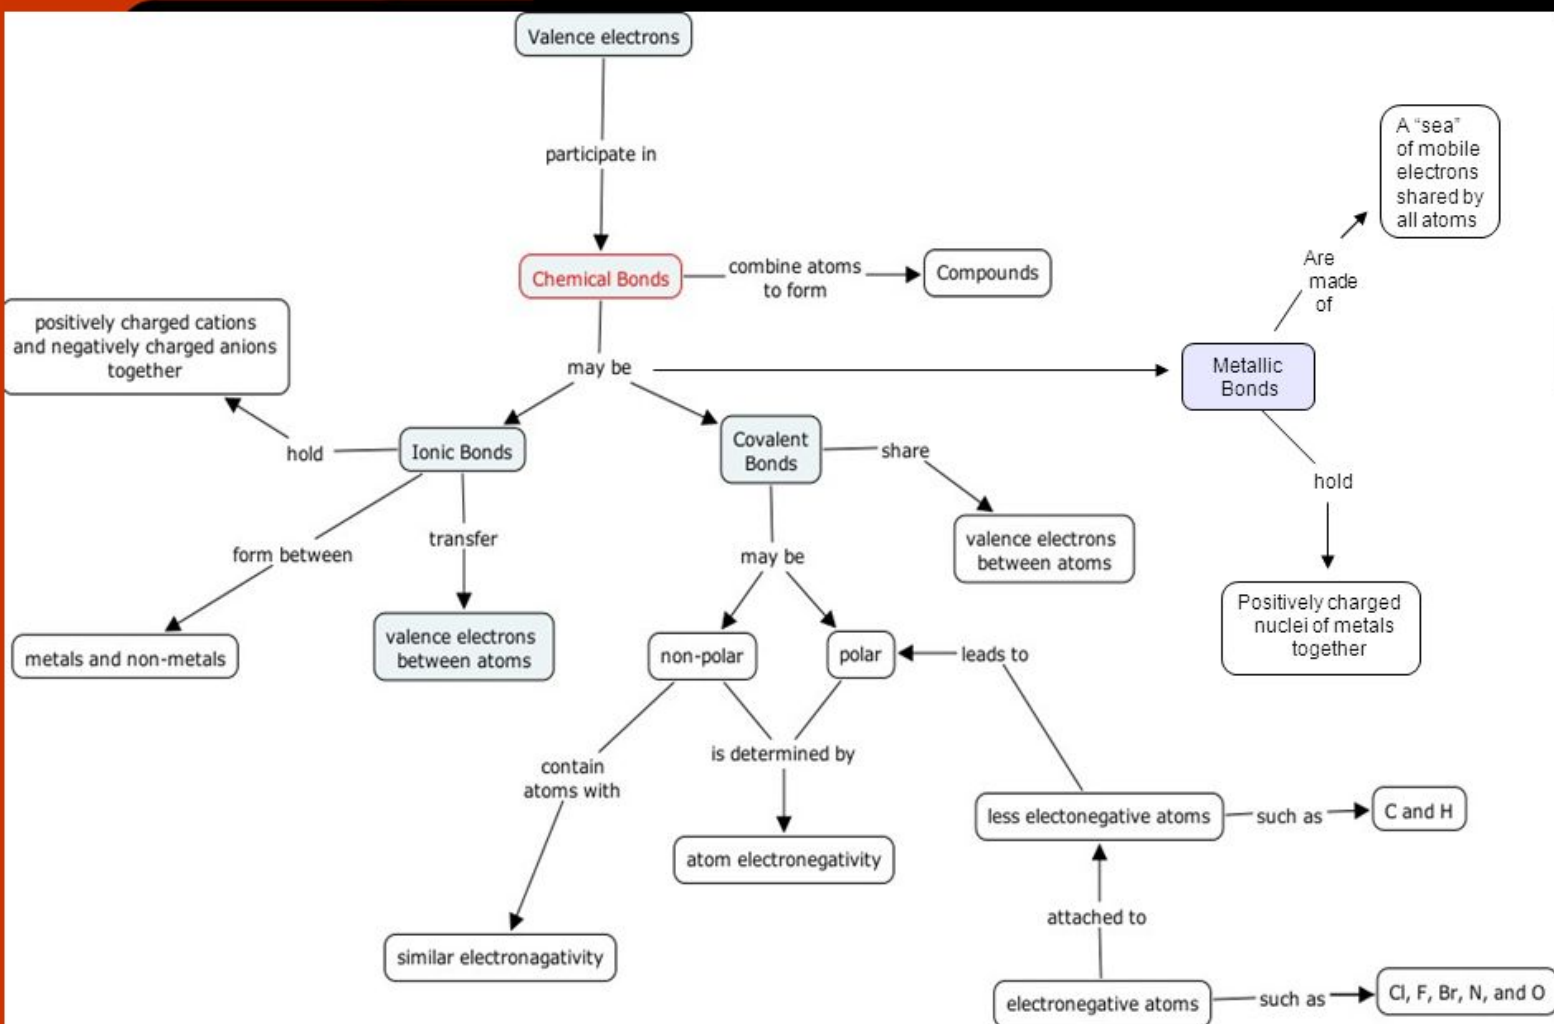 Valence electrons
participate in
Chemical Bonds
combine atoms
to form
Compounds
A “sea”
of mobile
electrons
shared by
all atoms
Are
made
of
positively charged cations
and negatively charged anions
together
may be
Metallic
Bonds
hold
Ionic Bonds
Covalent
Bonds
share
hold
form between
transfer
may be
valence electrons
between atoms
Positively charged
nuclei of metals
together
metals and non-metals
valence electrons
between atoms
non-polar
polar
leads to
contain
atoms with
is determined by
less electonegative atoms
such as
C and H
atom electronegativity
attached to
similar electronagativity
electronegative atoms
such as
Cl, F, Br, N, and O